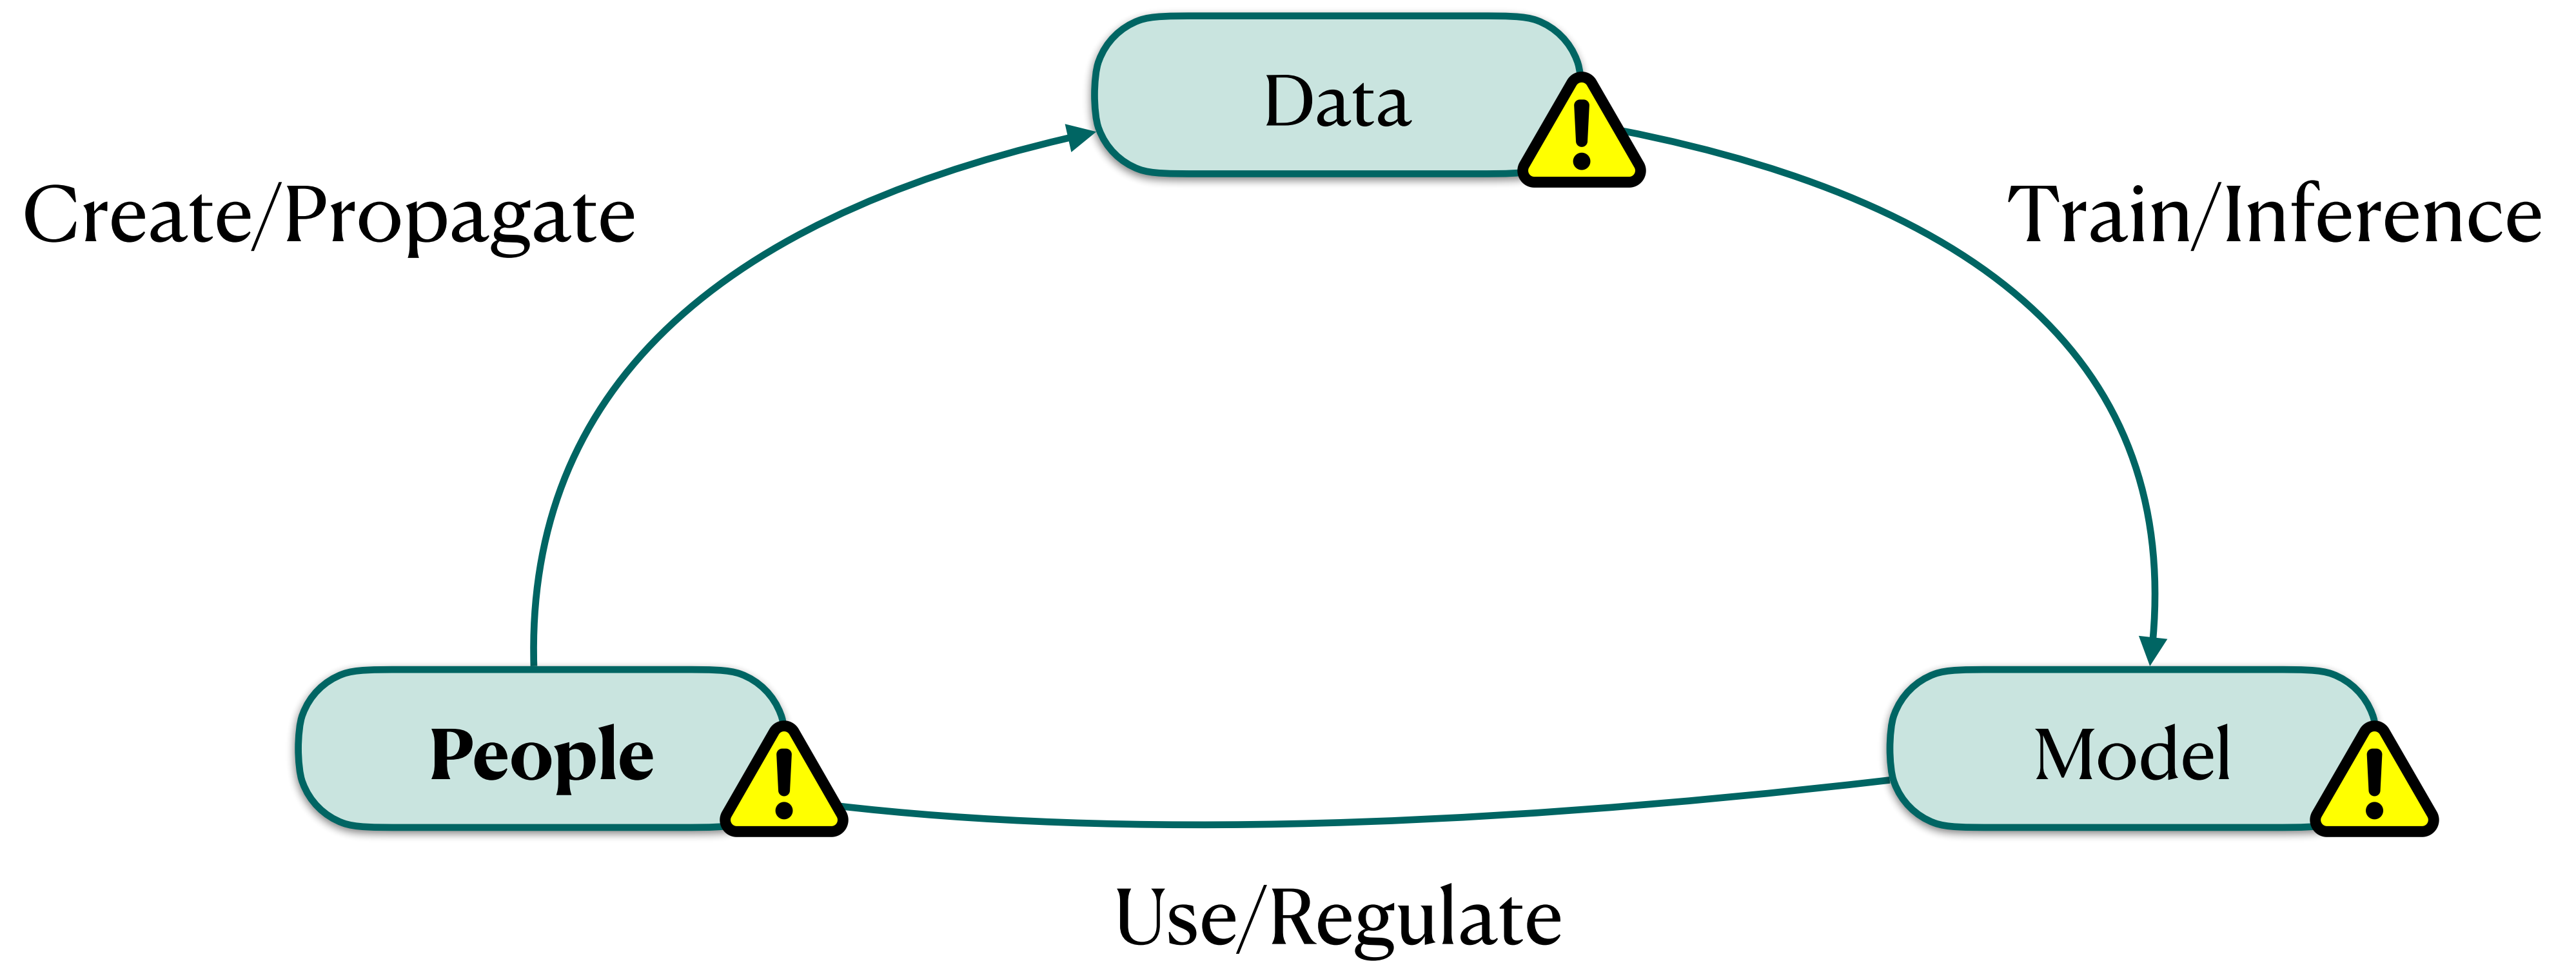 Data
Create/Propagate
Train/Inference
People
Model
Use/Regulate